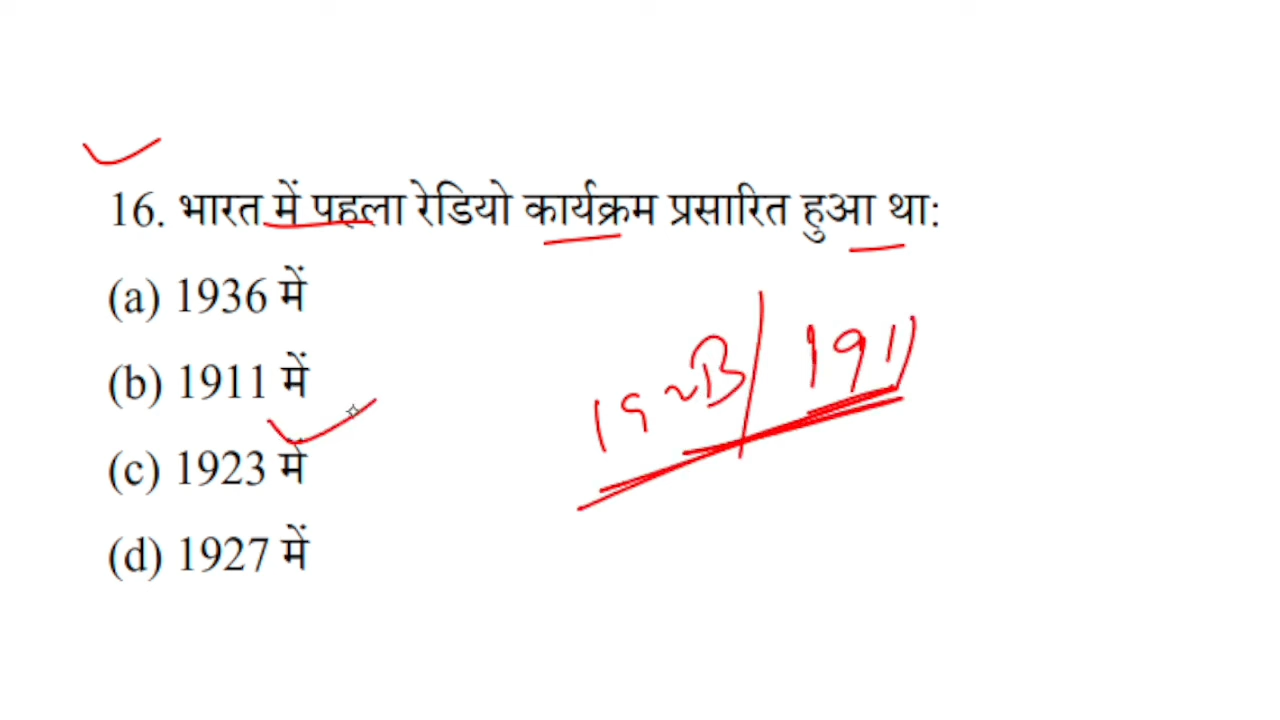 16. भारत में पहला रेडियो कार्यक्रम प्रसारित हुआ था:
(a) 1936 में
(b) 1911 में
1923/1911
(c) 1923 में
(d) 1927 में